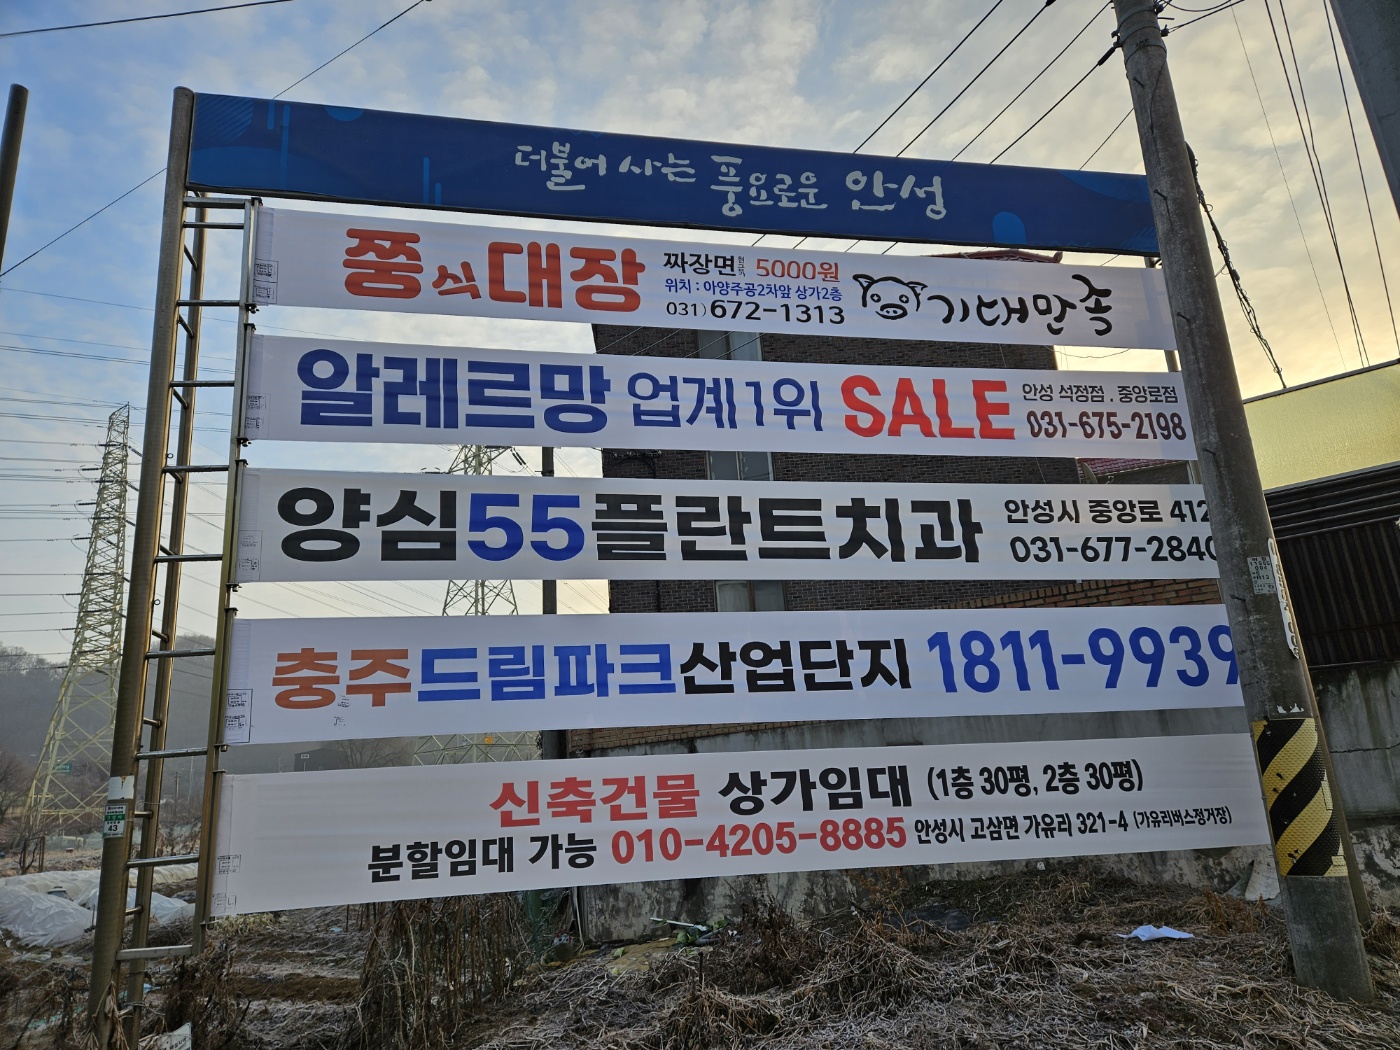 더불어 사는 풍요로운 안성
쭝식대장 짜장면 5000원
위치 : 아양주공2차앞 상가2층
031) 672-1313
기대만족
알레르망 업계1위 SALE 안성 석정점 . 중앙로점
031-675-2198
양심55플란트치과 안성시 중앙로 412
031-677-2840
충주드림파크산업단지 1811-9939
신축건물 상가임대 (1층 30평, 2층 30평)
분할임대 가능 010-4205-8885 안성시 고삼면 가유리 321-4 (가유리버스정거장)
43